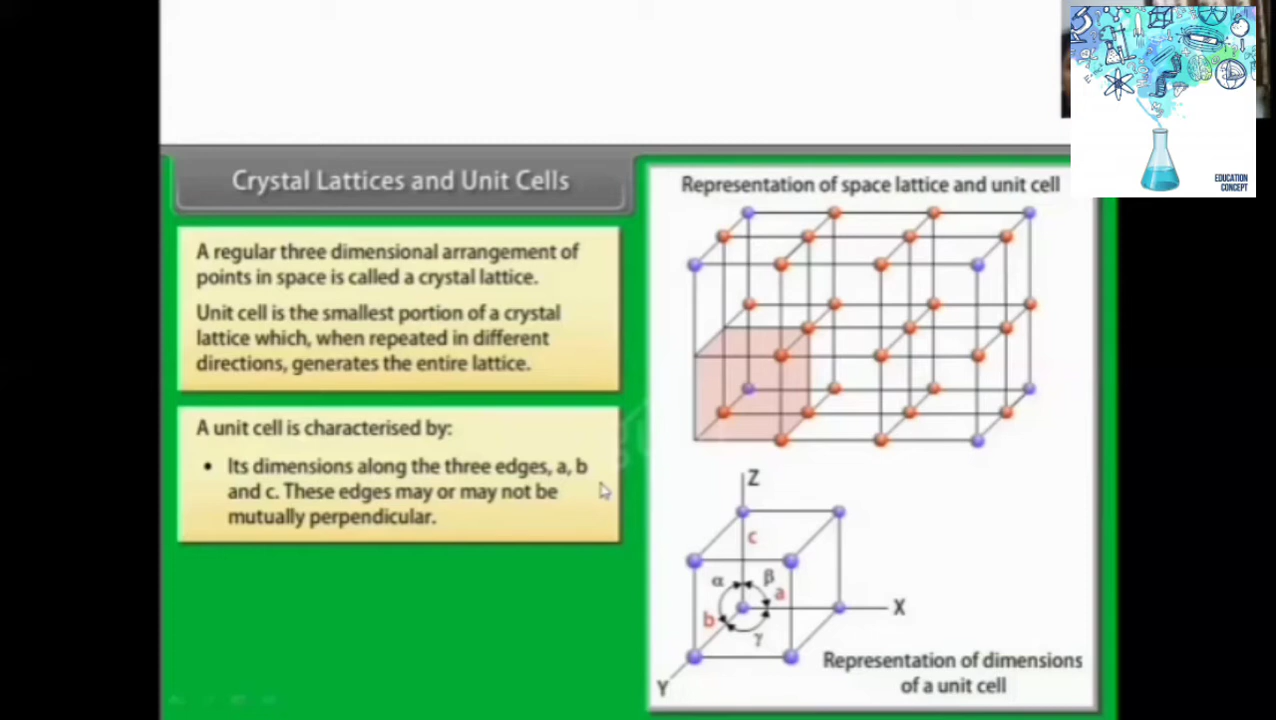 EDUCATION
CONCEPT
Crystal Lattices and Unit Cells
A regular three dimensional arrangement of
points in space is called a crystal lattice.
Unit cell is the smallest portion of a crystal
lattice which, when repeated in different
directions, generates the entire lattice.
A unit cell is characterised by:
• Its dimensions along the three edges, a, b
and c. These edges may or may not be
mutually perpendicular.
Representation of space lattice and unit cell
Z
c
α β
a
b
γ
X
Y
Representation of dimensions
of a unit cell